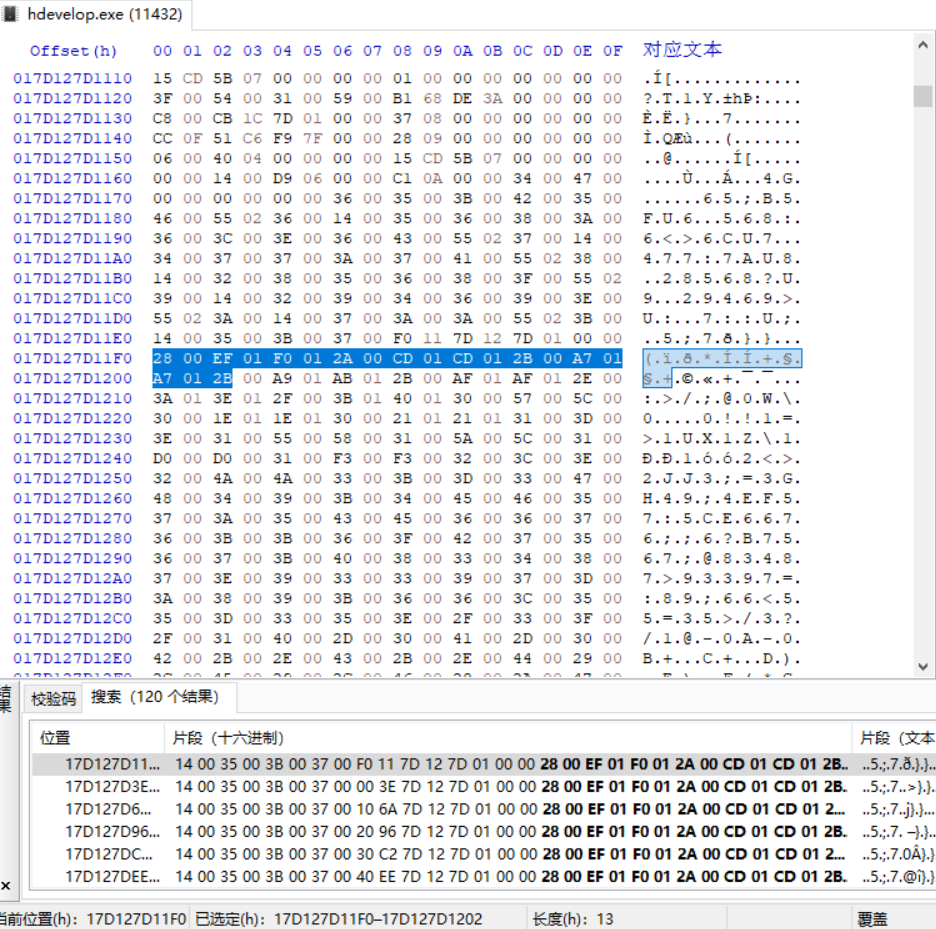 hdevelop.exe (11432)
Offset(h) 00 01 02 03 04 05 06 07 08 09 0A 0B 0C 0D 0E 0F 对应文本
017D127D1110 15 CD 5B 07 00 00 00 00 01 00 00 00 00 00 00 00 .Í[.............
017D127D1120 3F 00 54 00 31 00 59 00 B1 68 DE 3A 00 00 00 00 ?.T.1.Y.±hÞ:....
017D127D1130 C8 00 CB 1C 7D 01 00 00 37 08 00 00 00 00 00 00 È.Ë.}...7.......
017D127D1140 CC 0F 51 C6 F9 7F 00 00 28 09 00 00 00 00 00 00 Ì.QÆù...(.......
017D127D1150 06 00 40 04 00 00 00 00 15 CD 5B 07 00 00 00 00 ..@......Í[.....
017D127D1160 00 00 14 00 D9 06 00 00 C1 0A 00 00 34 00 47 00 ....Ù...Á...4.G.
017D127D1170 00 00 00 00 00 00 36 00 35 00 3B 00 42 00 35 00 ......6.5.;.B.5.
017D127D1180 46 00 55 02 36 00 14 00 35 00 36 00 38 00 3A 00 F.U.6...5.6.8.:.
017D127D1190 36 00 3C 00 3E 00 36 00 43 00 55 02 37 00 14 00 6.<.>.6.C.U.7...
017D127D11A0 34 00 37 00 37 00 3A 00 37 00 41 00 55 02 38 00 4.7.7.:.7.A.U.8.
017D127D11B0 14 00 32 00 38 00 35 00 36 00 38 00 3F 00 55 02 ..2.8.5.6.8.?.U.
017D127D11C0 39 00 14 00 32 00 39 00 34 00 36 00 39 00 3E 00 9...2.9.4.6.9.>.
017D127D11D0 55 02 3A 00 14 00 37 00 3A 00 3A 00 55 02 3B 00 U.:...7.:.:.U.;.
017D127D11E0 14 00 35 00 3B 00 37 00 F0 11 7D 12 7D 01 00 00 ..5.;.7.ð.}.}...
017D127D11F0 28 00 EF 01 F0 01 2A 00 CD 01 CD 01 2B 00 A7 01 (.ï.ð.*.Í.Í.+.§.
017D127D1200 A7 01 2B 00 A9 01 AB 01 2B 00 AF 01 AF 01 2E 00 §.+.©.«.+.¯.¯...
017D127D1210 3A 01 3E 01 2F 00 3B 01 40 01 30 00 57 00 5C 00 :.>./.;.@.0.W.\.
017D127D1220 30 00 1E 01 1E 01 30 00 21 01 21 01 31 00 3D 00 0.....0.!.!.1.=.
017D127D1230 3E 00 31 00 55 00 58 00 31 00 5A 00 5C 00 31 00 >.1.U.X.1.Z.\.1.
017D127D1240 D0 00 D0 00 31 00 F3 00 F3 00 32 00 3C 00 3E 00 Ð.Ð.1.ó.ó.2.<.>.
017D127D1250 32 00 4A 00 4A 00 33 00 3B 00 3D 00 33 00 47 00 2.J.J.3.;.=.3.G.
017D127D1260 48 00 34 00 39 00 3B 00 34 00 45 00 46 00 35 00 H.4.9.;.4.E.F.5.
017D127D1270 37 00 3A 00 35 00 43 00 45 00 36 00 36 00 37 00 7.:.5.C.E.6.6.7.
017D127D1280 36 00 3B 00 3B 00 36 00 3F 00 42 00 37 00 35 00 6.;.;.6.?.B.7.5.
017D127D1290 36 00 37 00 3B 00 40 00 38 00 33 00 34 00 38 00 6.7.;.@.8.3.4.8.
017D127D12A0 37 00 3E 00 39 00 33 00 33 00 39 00 37 00 3D 00 7.>.9.3.3.9.7.=.
017D127D12B0 3A 00 38 00 39 00 3B 00 36 00 36 00 3C 00 35 00 :.8.9.;.6.6.<.5.
017D127D12C0 35 00 3D 00 33 00 35 00 3E 00 2F 00 33 00 3F 00 5.=.3.5.>./.3.?.
017D127D12D0 2F 00 31 00 40 00 2D 00 30 00 41 00 2D 00 30 00 /.1.@.-.0.A.-.0.
017D127D12E0 42 00 2B 00 2E 00 43 00 2B 00 2E 00 44 00 29 00 B.+...C.+...D.).
结果
校验码 搜索 (120 个结果)
位置 片段 (十六进制) 片段 (文本
17D127D11... 14 00 35 00 3B 00 37 00 F0 11 7D 12 7D 01 00 00 28 00 EF 01 F0 01 2A 00 CD 01 CD 01 2B.. ..5.;.7.ð.}.}..
17D127D3E... 14 00 35 00 3B 00 37 00 00 3E 7D 12 7D 01 00 00 28 00 EF 01 F0 01 2A 00 CD 01 CD 01 2B.. ..5.;.7..>}.}..
17D127D6... 14 00 35 00 3B 00 37 00 10 6A 7D 12 7D 01 00 00 28 00 EF 01 F0 01 2A 00 CD 01 CD 01 2... ..5.;.7..j}.}...
17D127D96... 14 00 35 00 3B 00 37 00 20 96 7D 12 7D 01 00 00 28 00 EF 01 F0 01 2A 00 CD 01 CD 01 2B.. ..5.;.7. –}.}..
17D127DC... 14 00 35 00 3B 00 37 00 30 C2 7D 12 7D 01 00 00 28 00 EF 01 F0 01 2A 00 CD 01 CD 01 2... ..5.;.7.0Â}.}
17D127DEE... 14 00 35 00 3B 00 37 00 40 EE 7D 12 7D 01 00 00 28 00 EF 01 F0 01 2A 00 CD 01 CD 01 2B.. ..5.;.7.@î}.}
当前位置(h): 17D127D11F0 已选定(h): 17D127D11F0–17D127D1202 长度(h): 13 覆盖